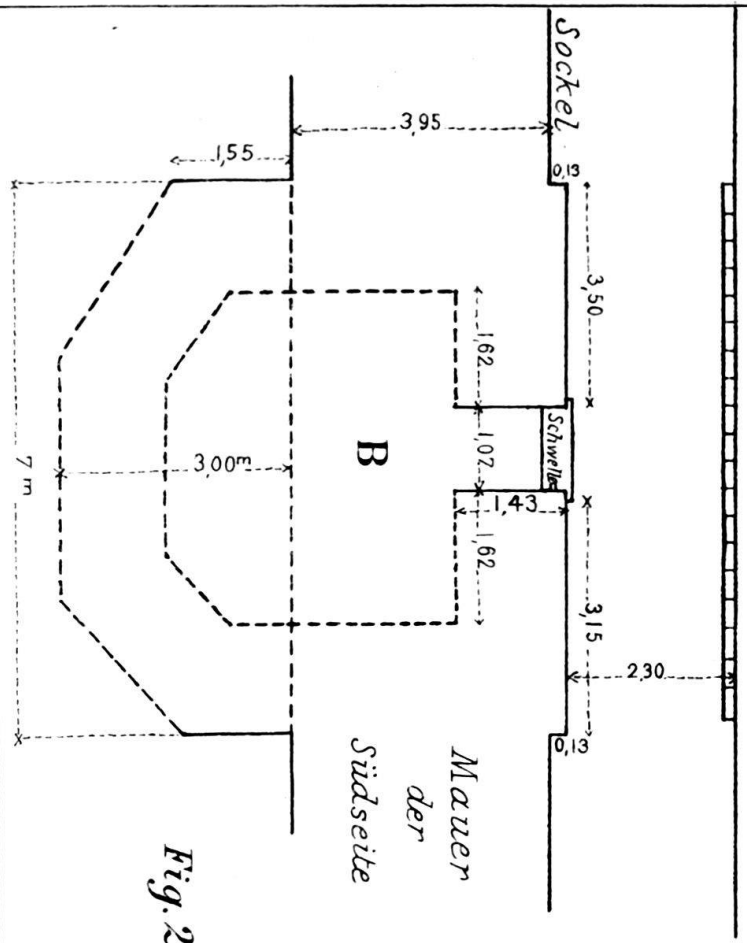 Sockel
3,95
0,13
1,55
3,50
1,62
Schwelle
1,02
B
3,00m
7 m
1,43
1,62
3,15
2,30
0,13
Mauer
der
Südseite
Fig. 2